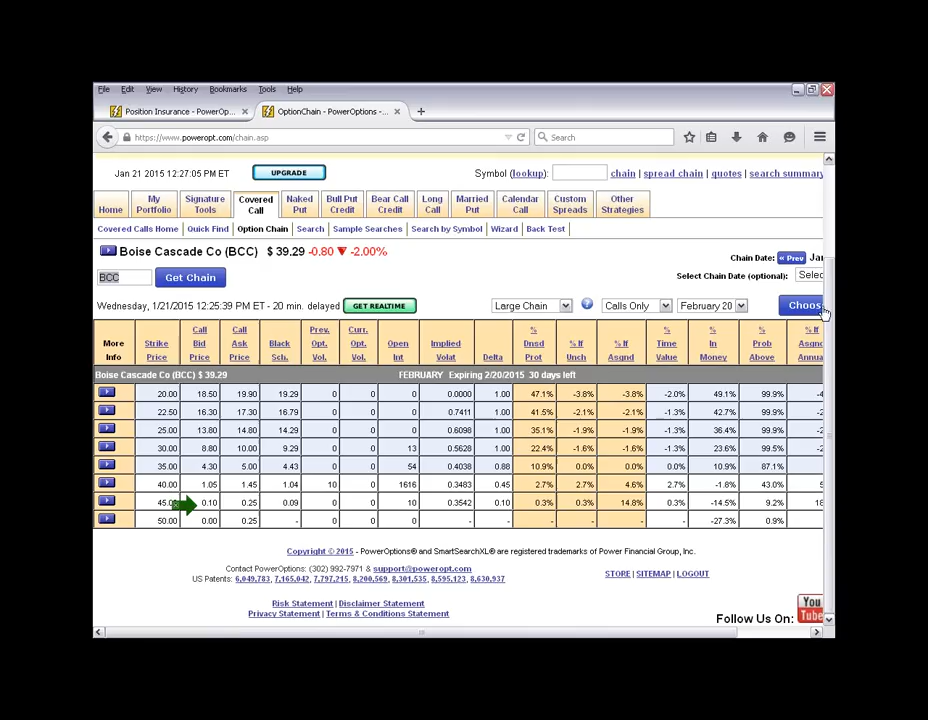 File Edit View History Bookmarks Tools Help
Position Insurance - PowerOp... × OptionChain - PowerOptions -... × +
https://www.poweropt.com/chain.asp Search
Jan 21 2015 12:27:05 PM ET UPGRADE Symbol (lookup): chain | spread chain | quotes | search summary
Home My Portfolio Signature Tools Covered Call Naked Put Bull Put Credit Bear Call Credit Long Call Married Put Calendar Call Custom Spreads Other Strategies
Covered Calls Home Quick Find Option Chain Search Sample Searches Search by Symbol Wizard Back Test
Boise Cascade Co (BCC) $ 39.29 -0.80 ▼ -2.00% Chain Date: « Prev
BCC Get Chain Select Chain Date (optional):
Wednesday, 1/21/2015 12:25:39 PM ET - 20 min. delayed GET REALTIME Large Chain Calls Only February 20
More Info Strike Price Call Bid Price Call Ask Price Black Sch. Prev. Opt. Vol. Curr. Opt. Vol. Open Int Implied Volat Delta % Dnsd Prot % If Unch % If Asgnd % Time Value % In Money % Prob Above % If
Boise Cascade Co (BCC) $ 39.29 FEBRUARY Expiring 2/20/2015 30 days left
20.00 18.50 19.90 19.29 0 0 0 0.0000 1.00 47.1% -3.8% -3.8% -2.0% 49.1% 99.9%
22.50 16.30 17.30 16.79 0 0 0 0.7411 1.00 41.5% -2.1% -2.1% -1.3% 42.7% 99.9%
25.00 13.80 14.80 14.29 0 0 0 0.6098 1.00 35.1% -1.9% -1.9% -1.3% 36.4% 99.9%
30.00 8.80 10.00 9.29 0 0 13 0.5628 1.00 22.4% -1.6% -1.6% -1.3% 23.6% 99.5%
35.00 4.30 5.00 4.43 0 0 54 0.4038 0.88 10.9% 0.0% 0.0% 0.0% 10.9% 87.1%
40.00 1.05 1.45 1.04 10 0 1616 0.3483 0.45 2.7% 2.7% 4.6% 2.7% -1.8% 43.0%
45.00 0.10 0.25 0.09 0 0 10 0.3542 0.10 0.3% 0.3% 14.8% 0.3% -14.5% 9.2%
50.00 0.00 0.25 - 0 0 0 - - - - - - -27.3% 0.9%
Copyright © 2015 - PowerOptions® and SmartSearchXL® are registered trademarks of Power Financial Group, Inc.
Contact PowerOptions: (302) 992-7971 & support@poweropt.com
STORE | SITEMAP | LOGOUT
US Patents: 6,049,783, 7,165,042, 7,797,215, 8,200,569, 8,301,535, 8,595,123, 8,630,937
Risk Statement | Disclaimer Statement
Privacy Statement | Terms & Conditions Statement
Follow Us On: You Tube